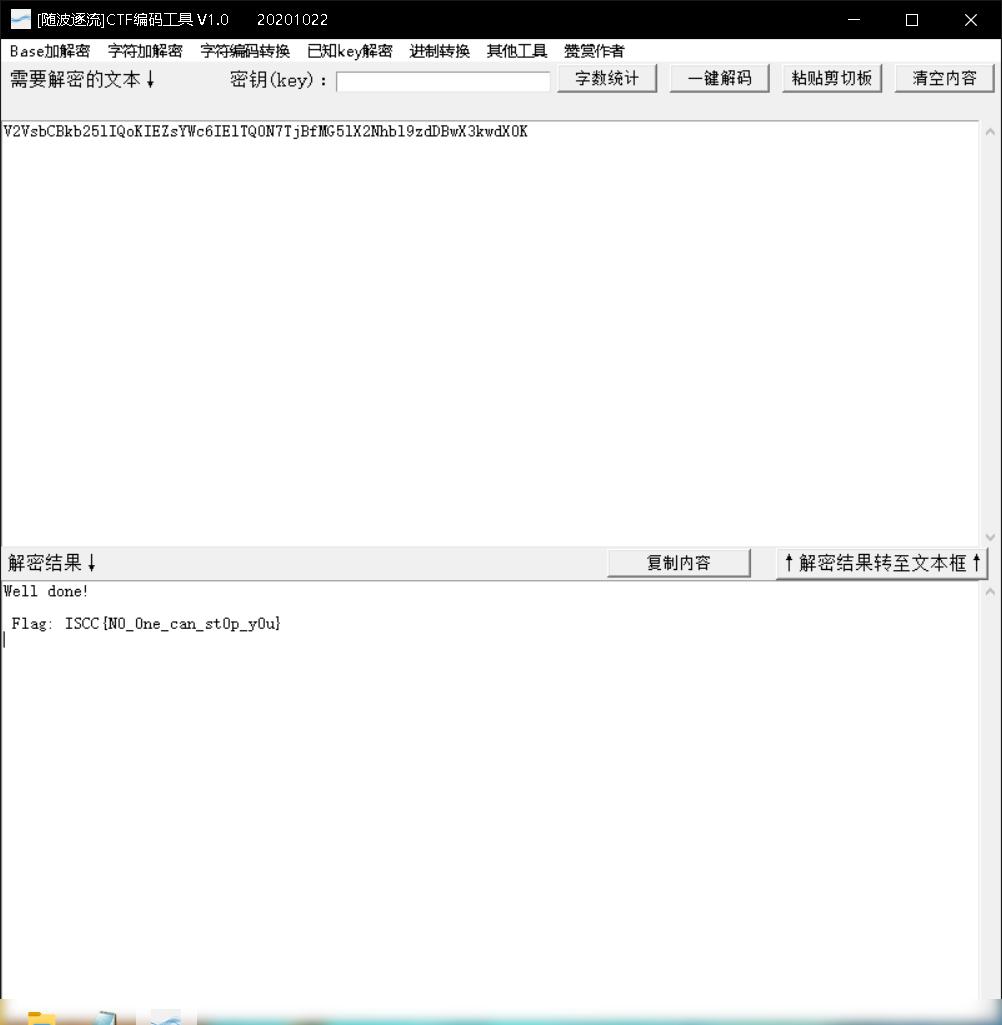 [随波逐流]CTF编码工具 V1.0 20201022
Base加解密 字符加解密 字符编码转换 已知key解密 进制转换 其他工具 赞赏作者
需要解密的文本↓ 密钥(key)： 字数统计 一键解码 粘贴剪切板 清空内容
V2VsbCBkb25lIQoKIEZsYWc6IElTQ0N7TjBfMG5lX2Nhbl9zdDBwX3kwdX0K
解密结果↓ 复制内容 ↑解密结果转至文本框↑
Well done!
Flag: ISCC{N0_0ne_can_st0p_y0u}